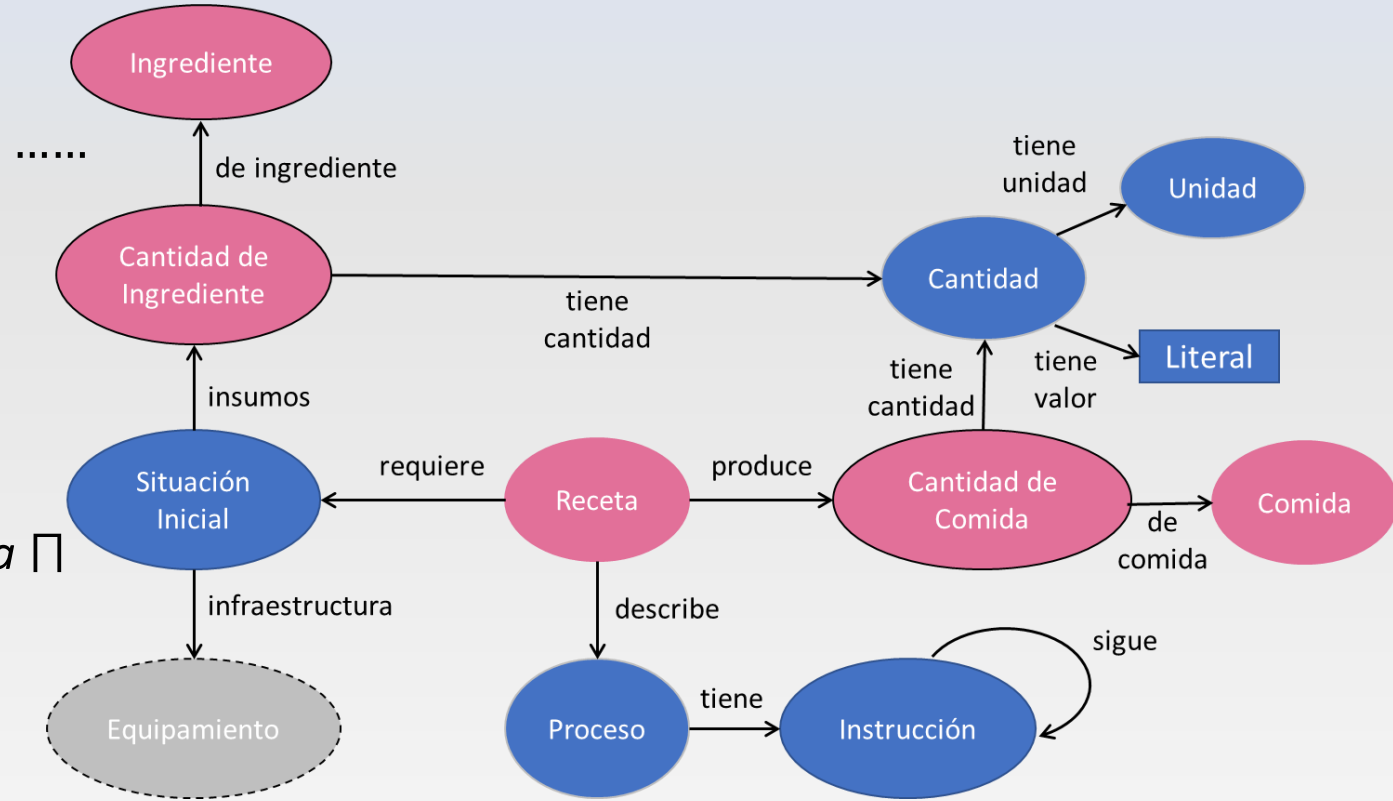 Ingrediente
......
de ingrediente
tiene
unidad
Unidad
Cantidad de
Ingrediente
Cantidad
tiene
cantidad
tiene
valor
Literal
tiene
cantidad
insumos
Situación
Inicial
requiere
Receta
produce
Cantidad de
Comida
Comida
de
comida
a ∏
infraestructura
describe
sigue
Equipamiento
Proceso
tiene
Instrucción